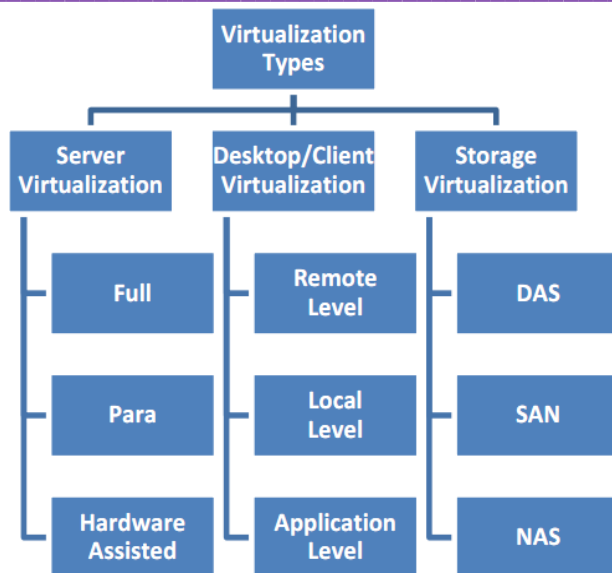 Virtualization
Types
Server
Virtualization
Desktop/Client
Virtualization
Storage
Virtualization
Full
Remote
Level
DAS
Para
Local
Level
SAN
Hardware
Assisted
Application
Level
NAS